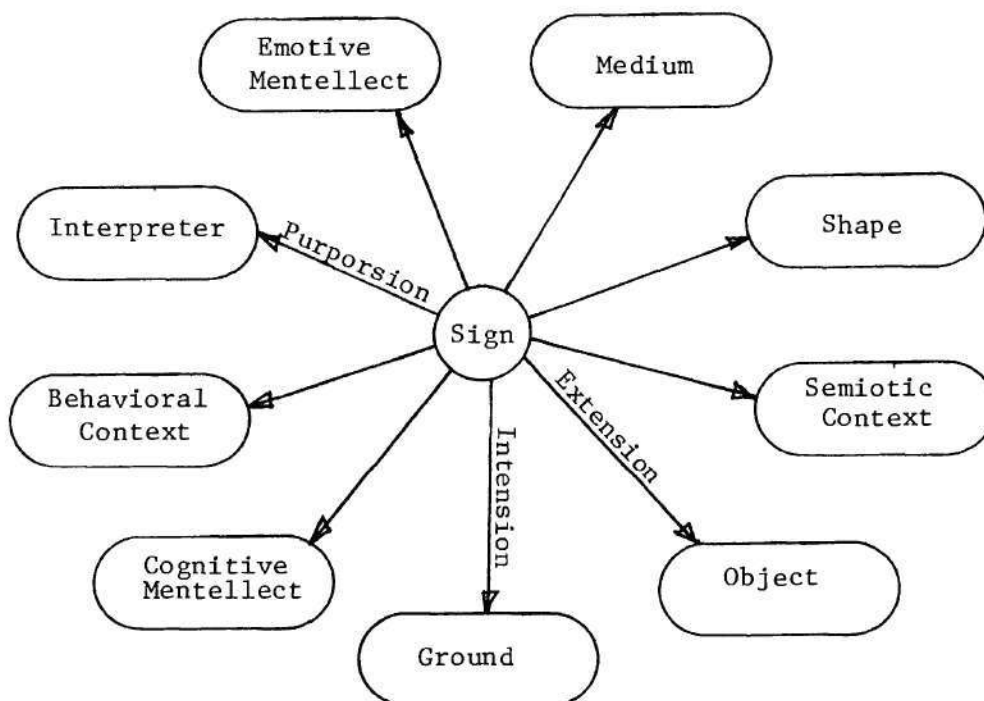 Emotive
Mentellect
Medium
Interpreter
Purporsion
Shape
Sign
Behavioral
Context
Semiotic
Context
Intension
Extension
Cognitive
Mentellect
Object
Ground